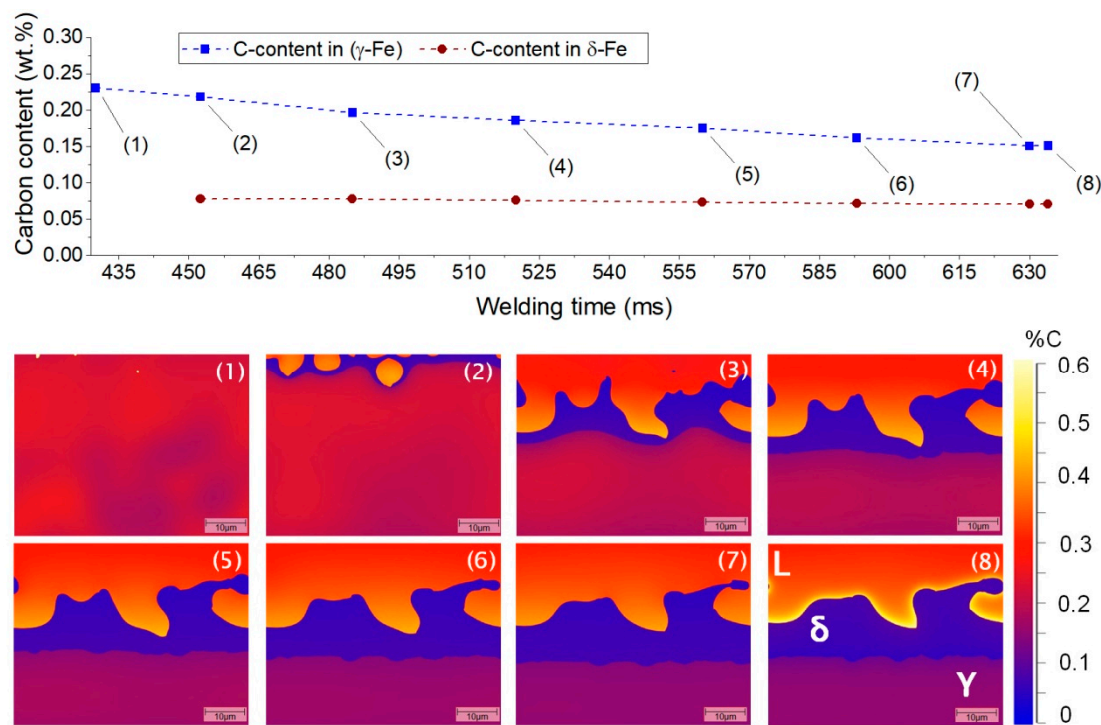 Carbon content (wt.%)
0.30
0.25
0.20
0.15
0.10
0.05
0.00
C-content in (γ-Fe)
C-content in δ-Fe
(1)
(2)
(3)
(4)
(5)
(6)
(7)
(8)
435 450 465 480 495 510 525 540 555 570 585 600 615 630
Welding time (ms)
(1)
10μm
(2)
10μm
(3)
10μm
(4)
10μm
(5)
10μm
(6)
10μm
(7)
10μm
L
(8)
δ
γ
10μm
%C
0.6
0.5
0.4
0.3
0.2
0.1
0